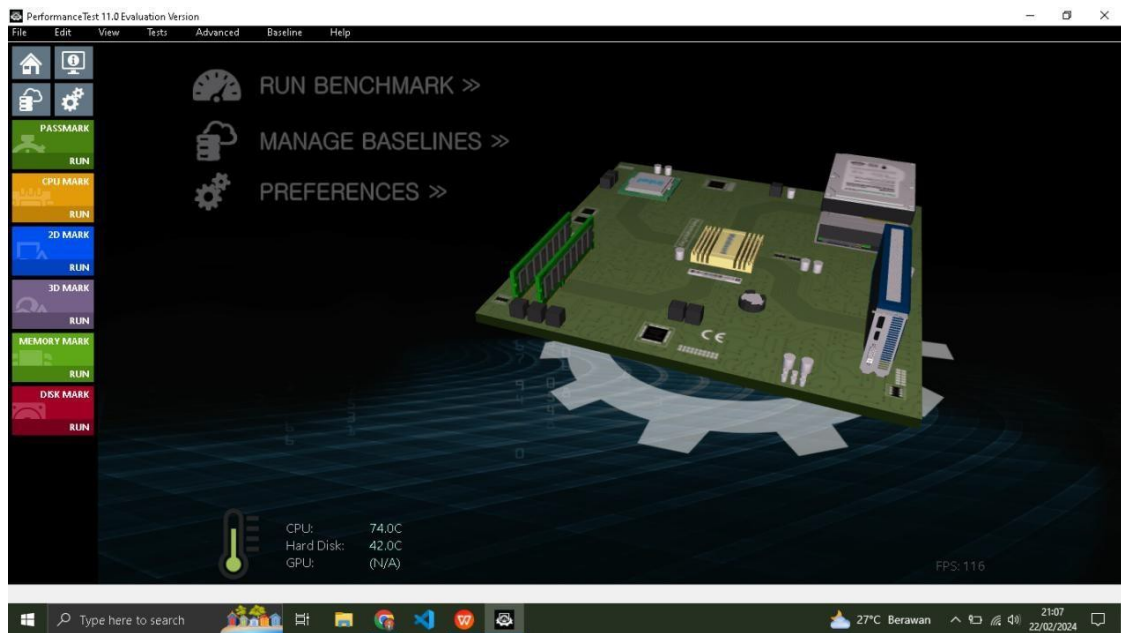 PerformanceTest 11.0 Evaluation Version
File Edit View Tests Advanced Baseline Help
RUN BENCHMARK >>
MANAGE BASELINES >>
PREFERENCES >>
PASSMARK
RUN
CPU MARK
RUN
2D MARK
RUN
3D MARK
RUN
MEMORY MARK
RUN
DISK MARK
RUN
CE
CPU: 74.0C
Hard Disk: 42.0C
GPU: (N/A)
FPS: 116
Type here to search
27°C Berawan
21:07
22/02/2024